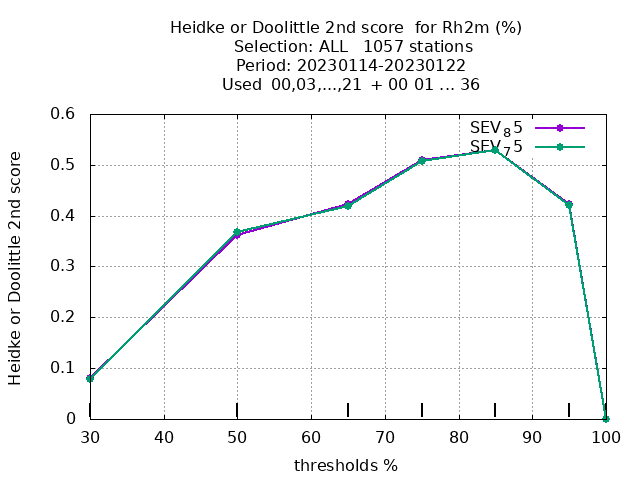 Heidke or Doolittle 2nd score  for Rh2m (%)
Selection: ALL   1057 stations
Period: 20230114-20230122
Used  00,03,...,21  + 00 01 ... 36
SEV_85
SEV_75
0.6
0.5
0.4
0.3
0.2
0.1
0
Heidke or Doolittle 2nd score
30 40 50 60 70 80 90 100
thresholds %